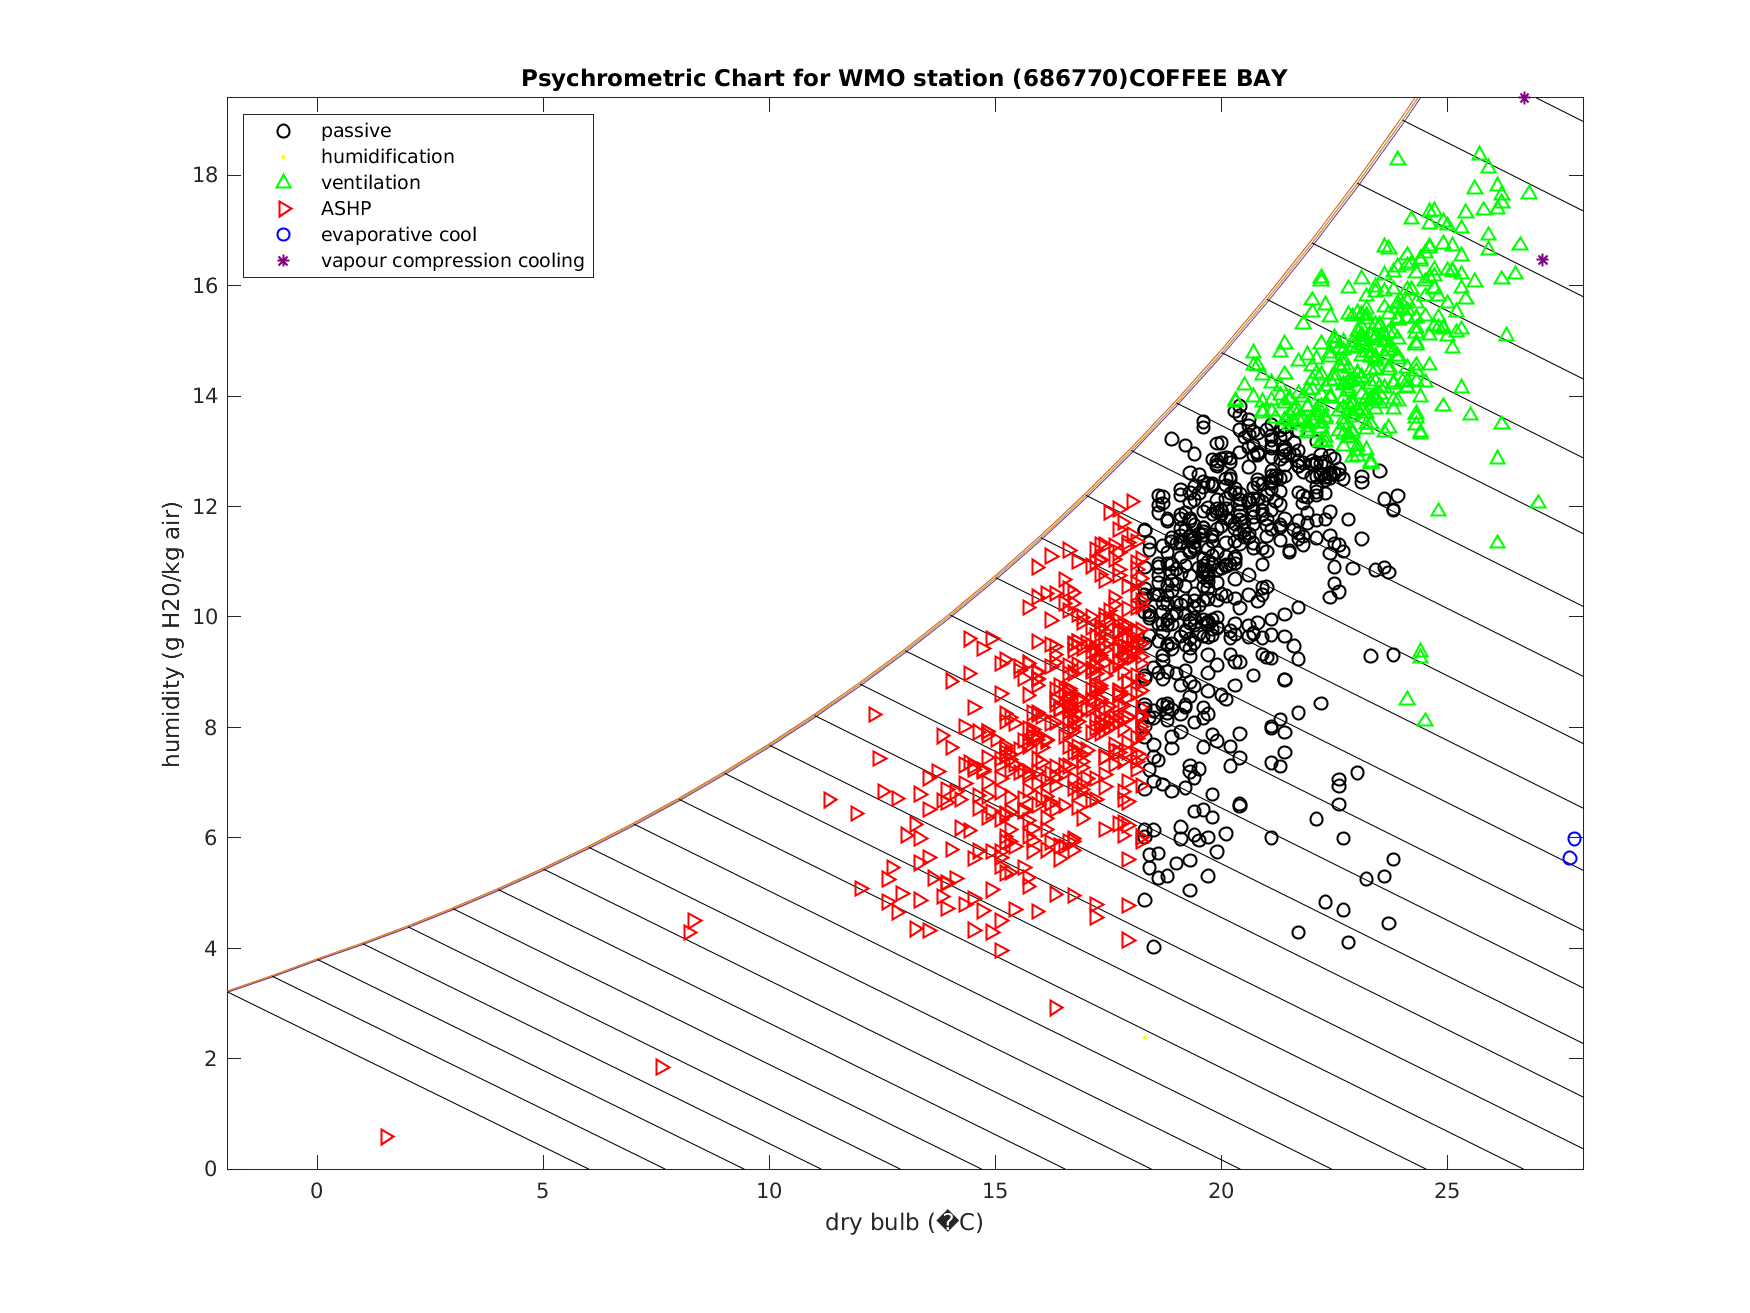 Psychrometric Chart for WMO station (686770)COFFEE BAY
passive
humidification
ventilation
ASHP
evaporative cool
vapour compression cooling
humidity (g H20/kg air)
18
16
14
12
10
8
6
4
2
0
0 5 10 15 20 25
dry bulb (�C)